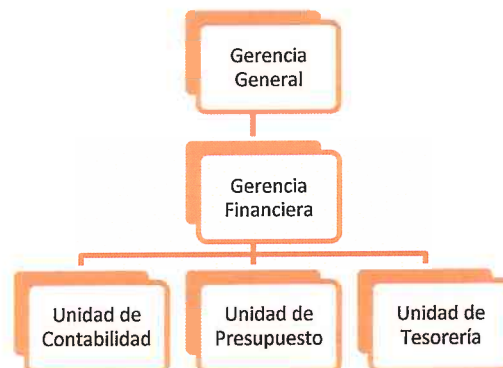 Gerencia
General
Gerencia
Financiera
Unidad de
Contabilidad
Unidad de
Presupuesto
Unidad de
Tesorería